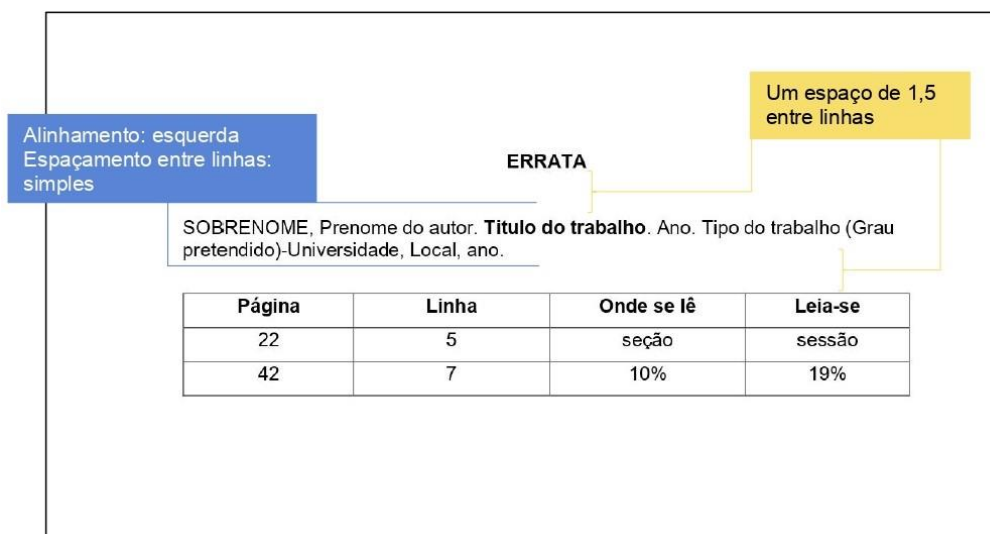 Um espaço de 1,5
entre linhas
Alinhamento: esquerda
Espaçamento entre linhas:
simples
ERRATA
SOBRENOME, Prenome do autor. Titulo do trabalho. Ano. Tipo do trabalho (Grau
pretendido)-Universidade, Local, ano.
Página Linha Onde se lê Leia-se
22 5 seção sessão
42 7 10% 19%